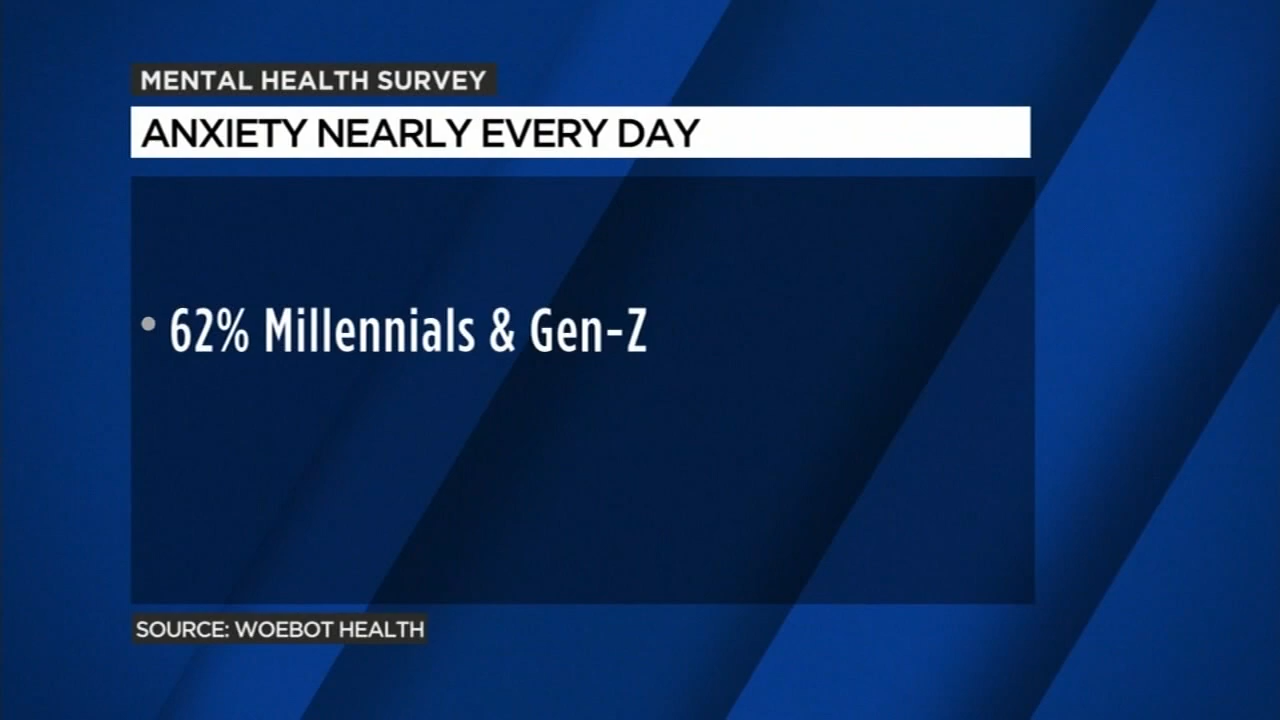 MENTAL HEALTH SURVEY
ANXIETY NEARLY EVERY DAY
• 62% Millennials & Gen-Z
SOURCE: WOEBOT HEALTH